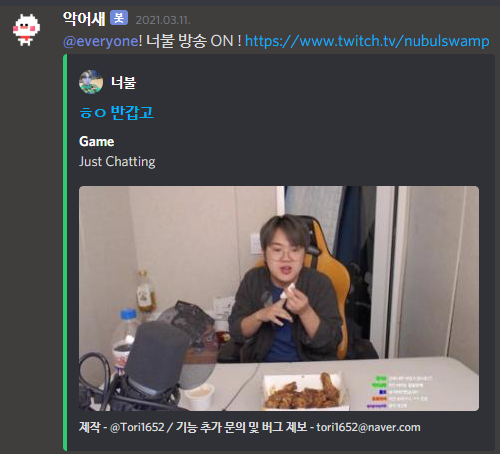 악어새 봇 2021.03.11.
@everyone! 너불 방송 ON ! https://www.twitch.tv/nubulswamp
너불
ㅎㅇ 반갑고
Game
Just Chatting
제작 - @Tori1652 / 기능 추가 문의 및 버그 제보 - tori1652@naver.com